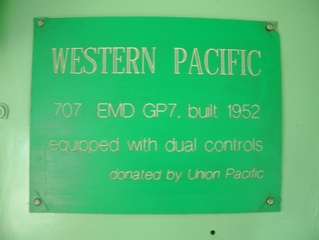 WESTERN PACIFIC
707 EMD GP7, built 1952
equipped with dual controls
donated by Union Pacific